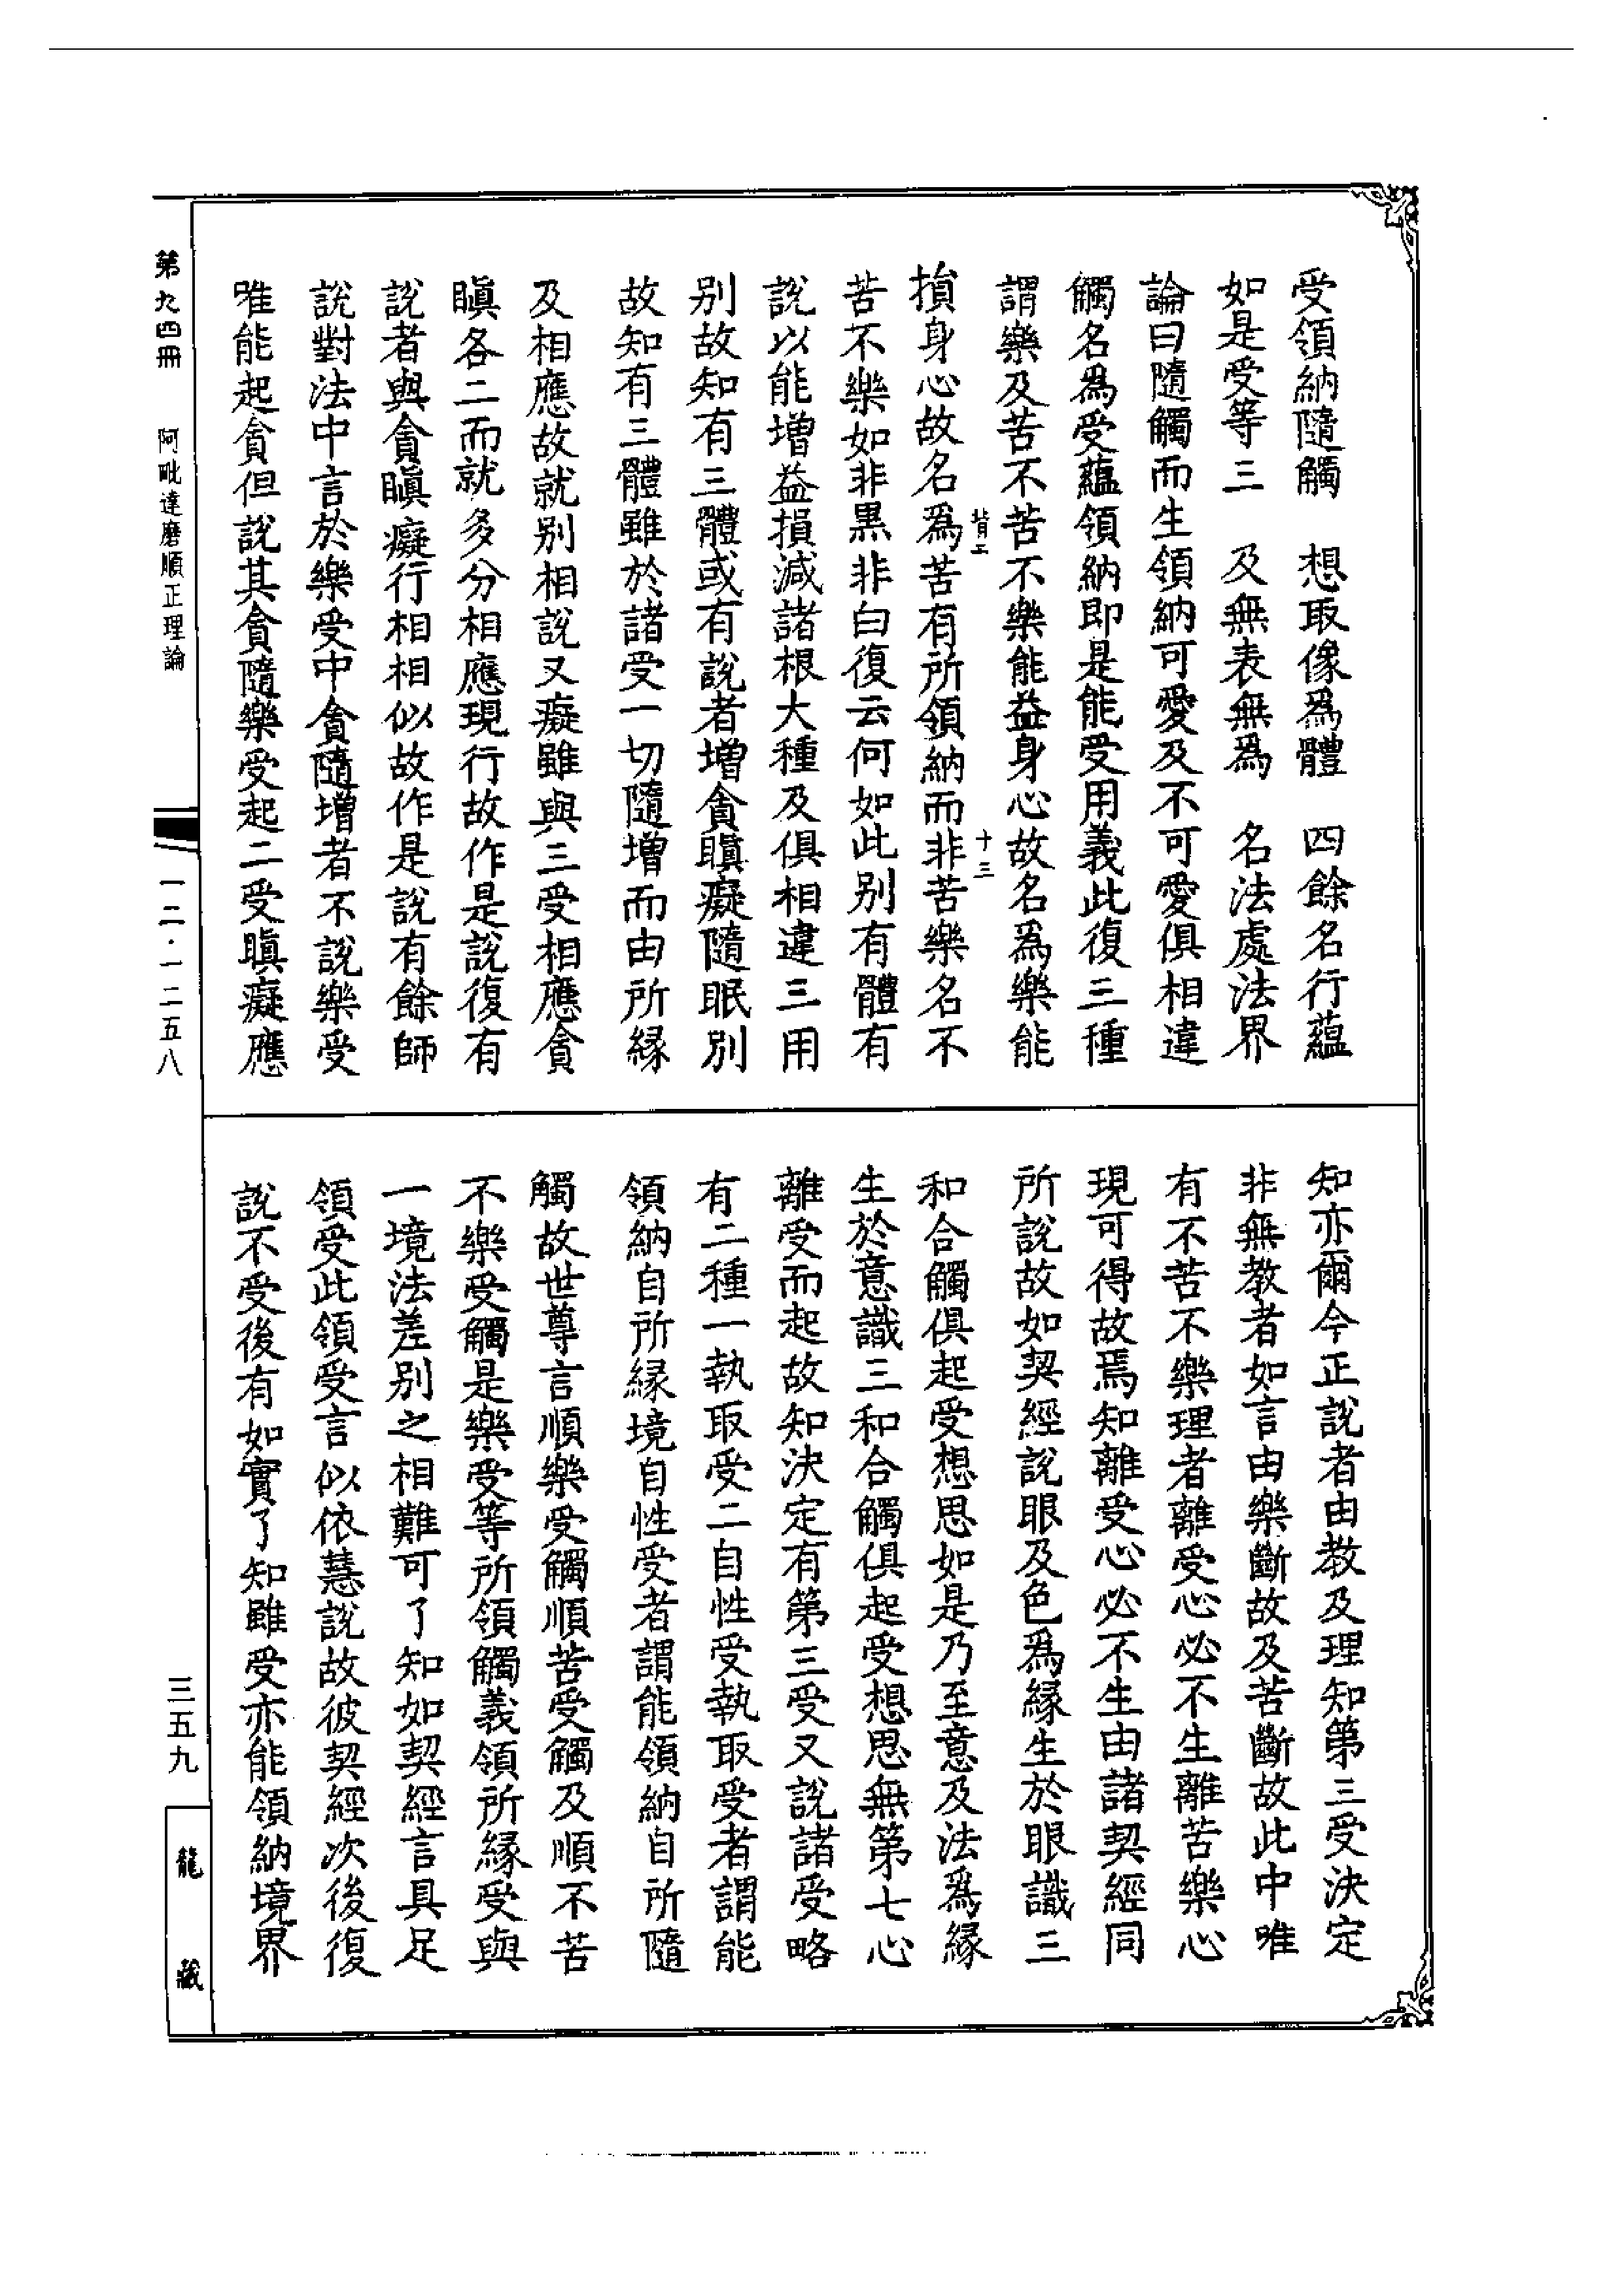 受領納隨觸　想取像爲體　四餘名行蘊
如是受等三　及無表無爲　名法處法界
論曰隨觸而生領納可愛及不可愛俱相違
觸名爲受蘊領納即是能受用義此復三種
謂樂及苦不苦不樂能益身心故名爲樂能
損身心故名爲苦有所領納而非苦樂名不
苦不樂如非黑非白復云何如此别有體有
說以能增益損減諸根大種及俱相違三用
别故知有三體或有說者增貪瞋癡隨眠別
故知有三體雖於諸受一切隨增而由所緣
及相應故就别相說又癡雖與三受相應貪
瞋各二而就多分相應現行故作是說復有
說者與貪瞋癡行相相似故作是說有餘師
說對法中言於樂受中貪隨增者不說樂受
唯能起貪但說其貪隨樂受起二受瞋癡應
知亦爾今正說者由教及理知第三受決定
非無教者如言由樂斷故及苦斷故此中唯
有不苦不樂理者離受心必不生離苦樂心
現可得故焉知離受心必不生由諸契經同
所說故如契經說眼及色爲緣生於眼識三
和合觸俱起受想思如是乃至意及法爲緣
生於意識三和合觸俱起受想思無第七心
離受而起故知決定有第三受又說諸受略
有二種一執取受二自性受執取受者謂能
領納自所緣境自性受者謂能領納自所隨
觸故世尊言順樂受觸順苦受觸及順不苦
不樂受觸是樂受等所領觸義領所緣受與
一境法差别之相難可了知如契經言具足
領受此領受言似依慧說故彼契經次後復
說不受後有如實了知雖受亦能領納境界
第九四冊
阿毗達磨順正理論
一二·一二五八
三五九
龍藏
背二
十三